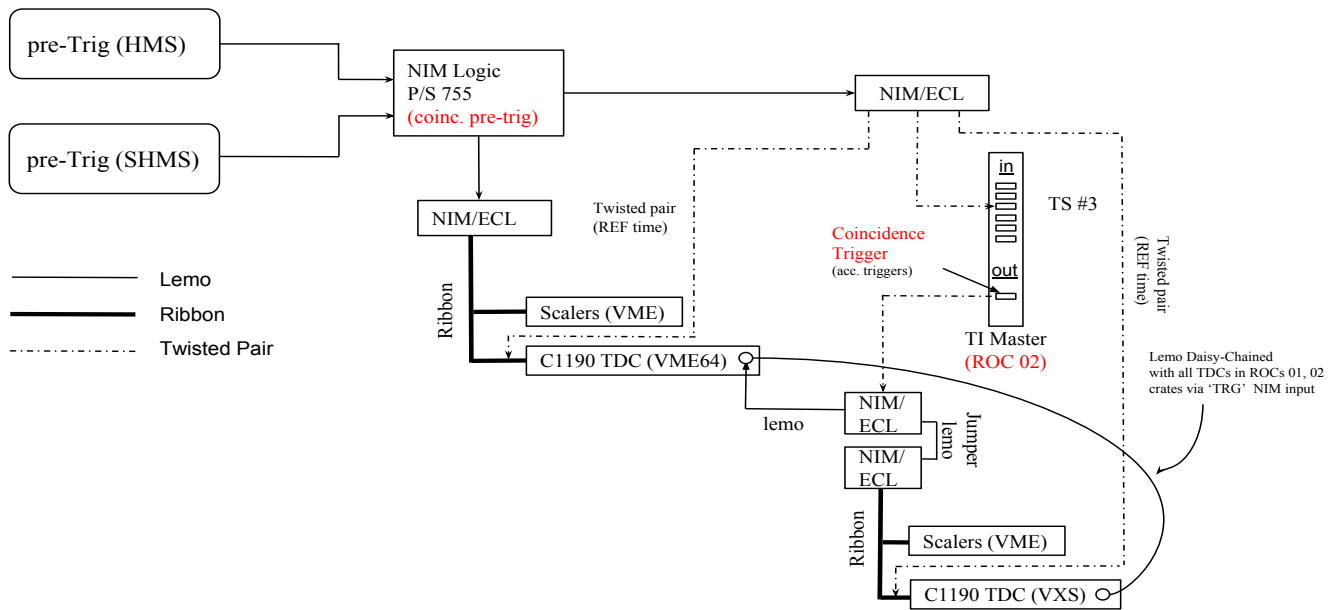 pre-Trig (HMS)
pre-Trig (SHMS)
NIM Logic
P/S 755
(coinc. pre-trig)
NIM/ECL
NIM/ECL
in
TS #3
Twisted pair
(REF time)
Coincidence
Trigger
(acc. triggers)
out
Twisted pair
(REF time)
Lemo
Ribbon
Twisted Pair
Ribbon
Scalers (VME)
C1190 TDC (VME64)
TI Master
(ROC 02)
Lemo Daisy-Chained
with all TDCs in ROCs 01, 02
crates via ‘TRG’ NIM input
lemo
NIM/
ECL
Jumper
lemo
NIM/
ECL
Ribbon
Scalers (VME)
C1190 TDC (VXS)